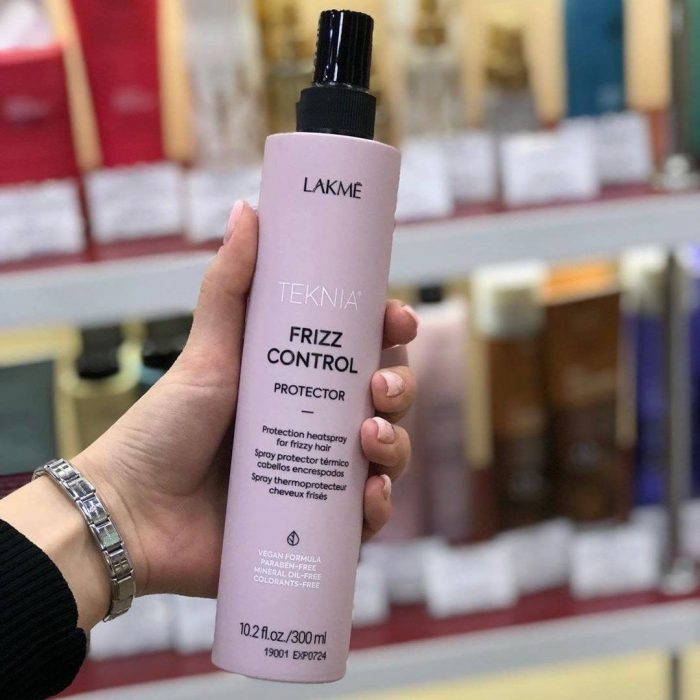 LAKMĒ
TEKNIA®
FRIZZ
CONTROL
PROTECTOR
Protection heatspray
for frizzy hair
Spray protector térmico
cabellos encrespados
Spray thermoprotecteur
cheveux frisés
VEGAN FORMULA
PARABEN-FREE
MINERAL OIL-FREE
COLORANTS-FREE
10.2 fl.oz./300 ml
19001 EXP0724